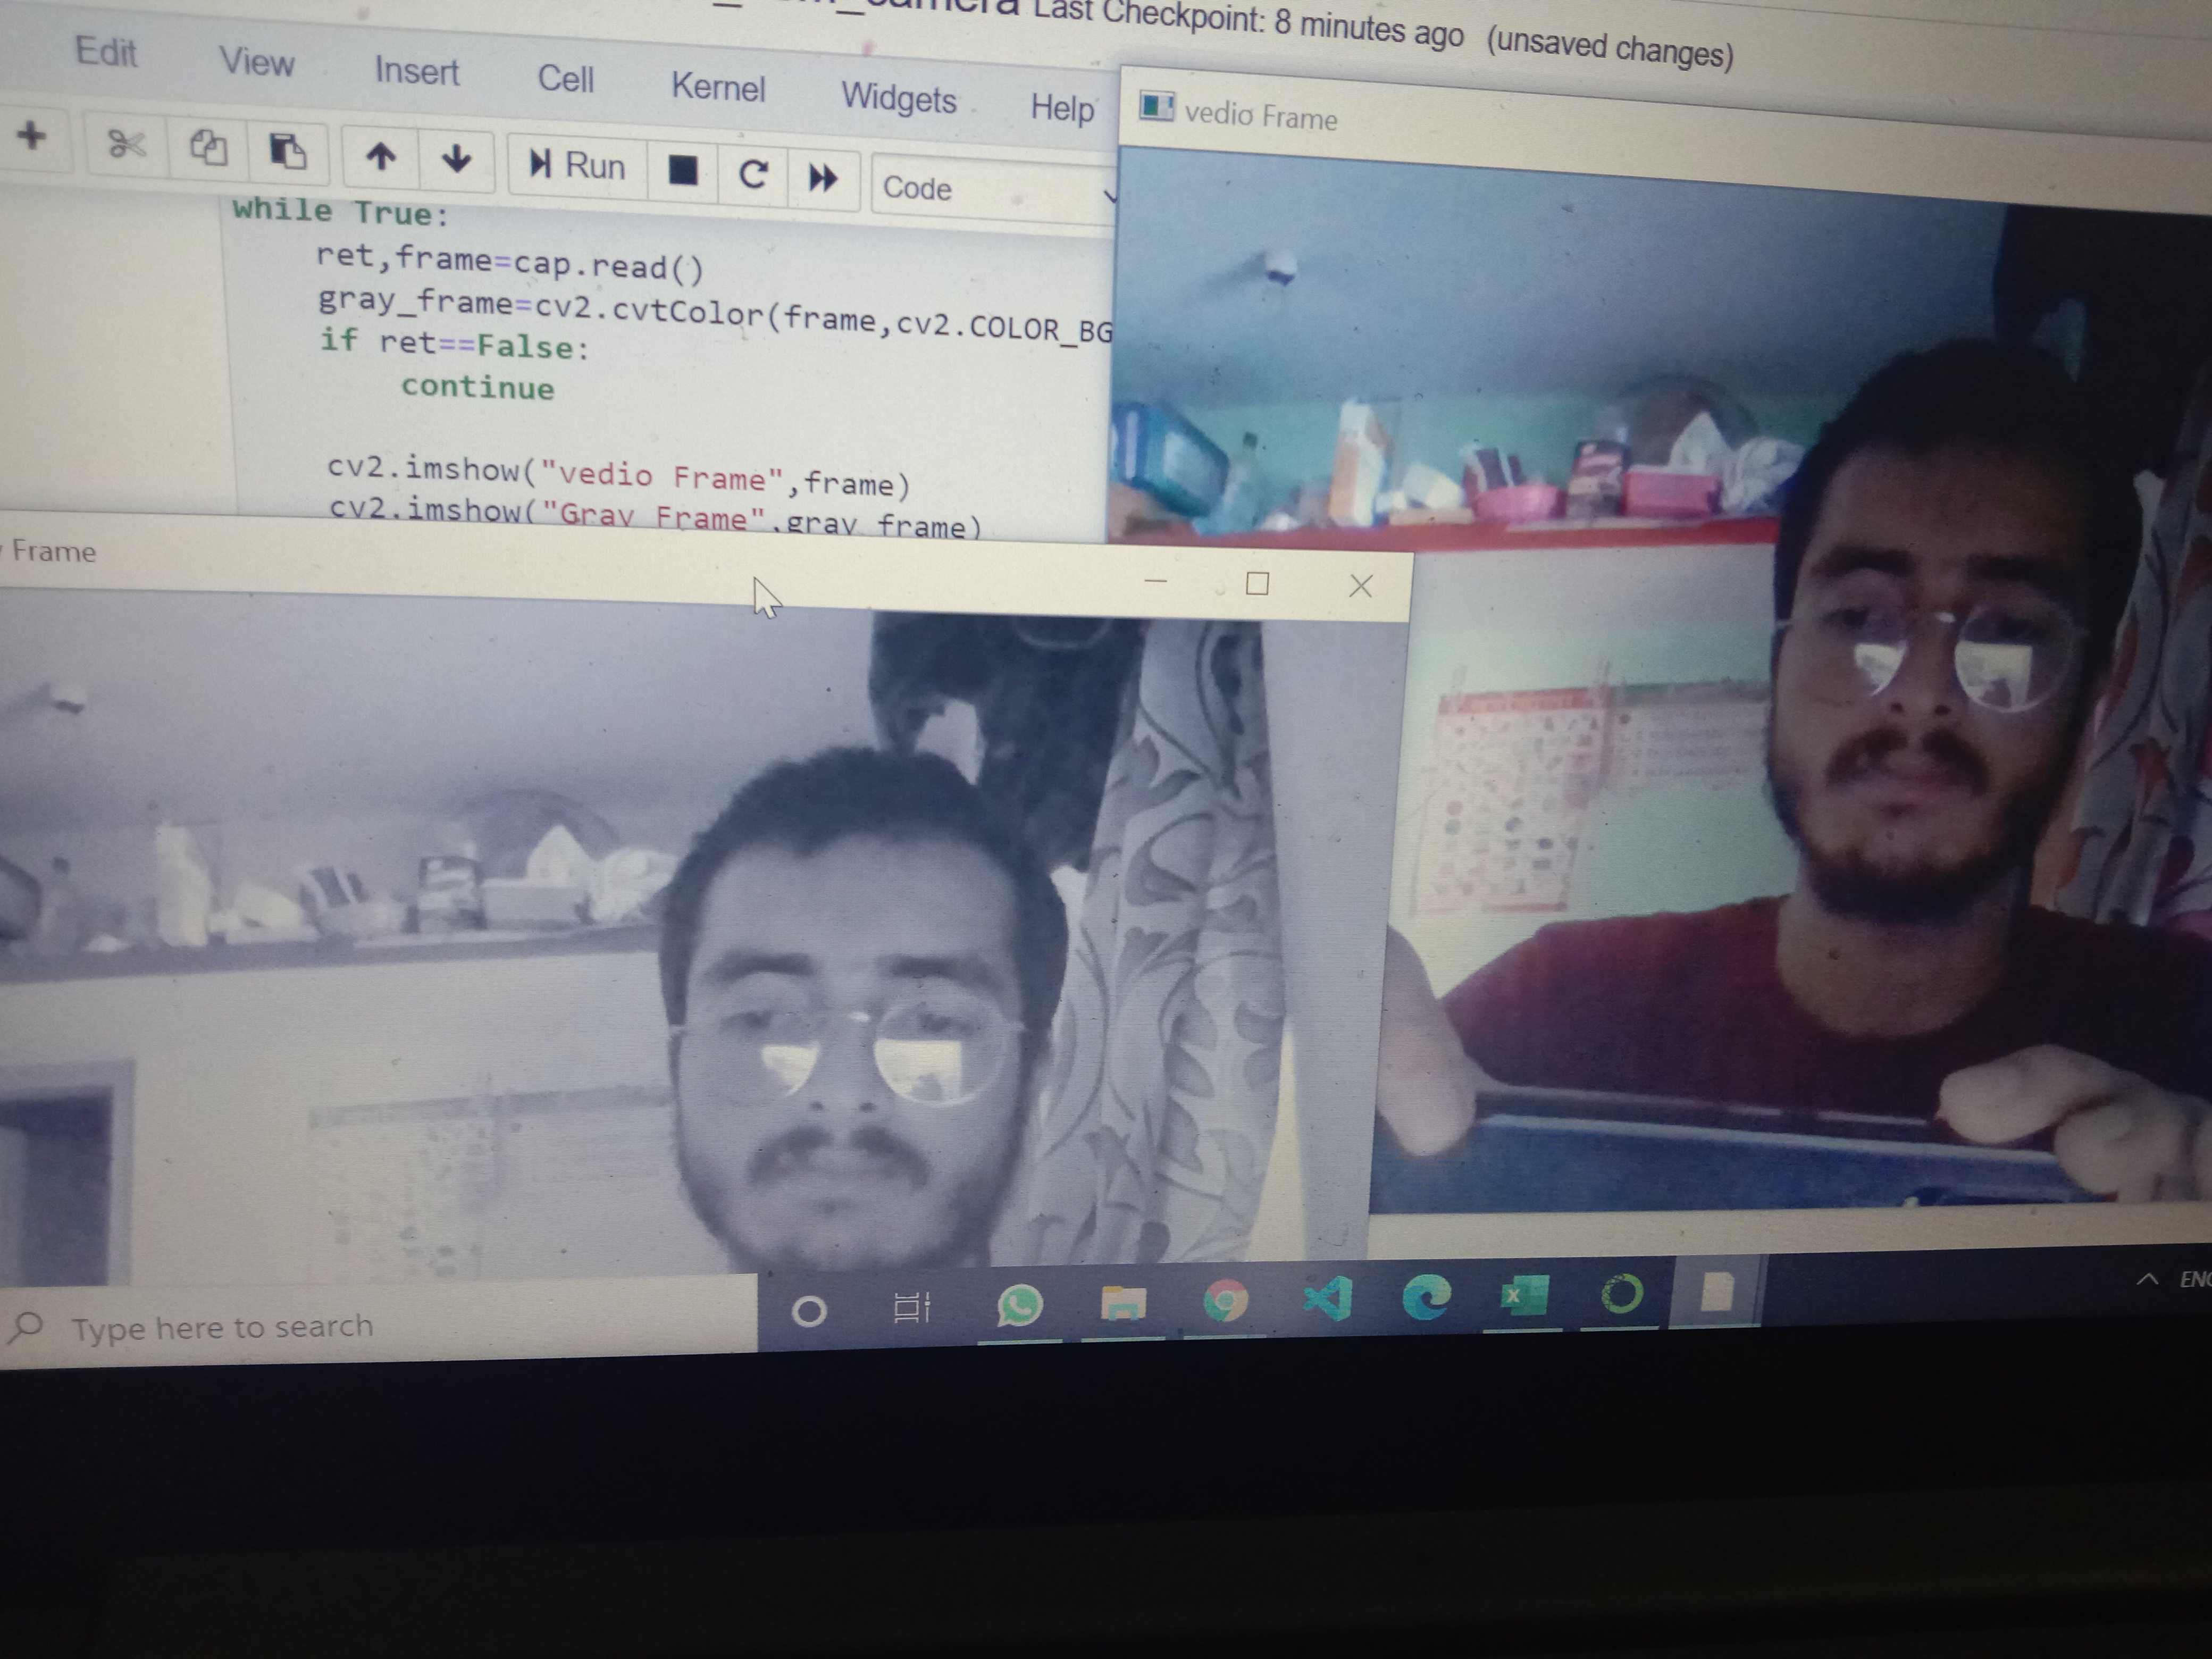 Last Checkpoint: 8 minutes ago (unsaved changes)
Edit View Insert Cell Kernel Widgets Help
Run Code
while True:
ret,frame=cap.read()
gray_frame=cv2.cvtColor(frame,cv2.COLOR_BG
if ret==False:
continue
cv2.imshow("vedio Frame",frame)
cv2.imshow("Gray Frame",gray_frame)
vedio Frame
Frame
Type here to search
ENG